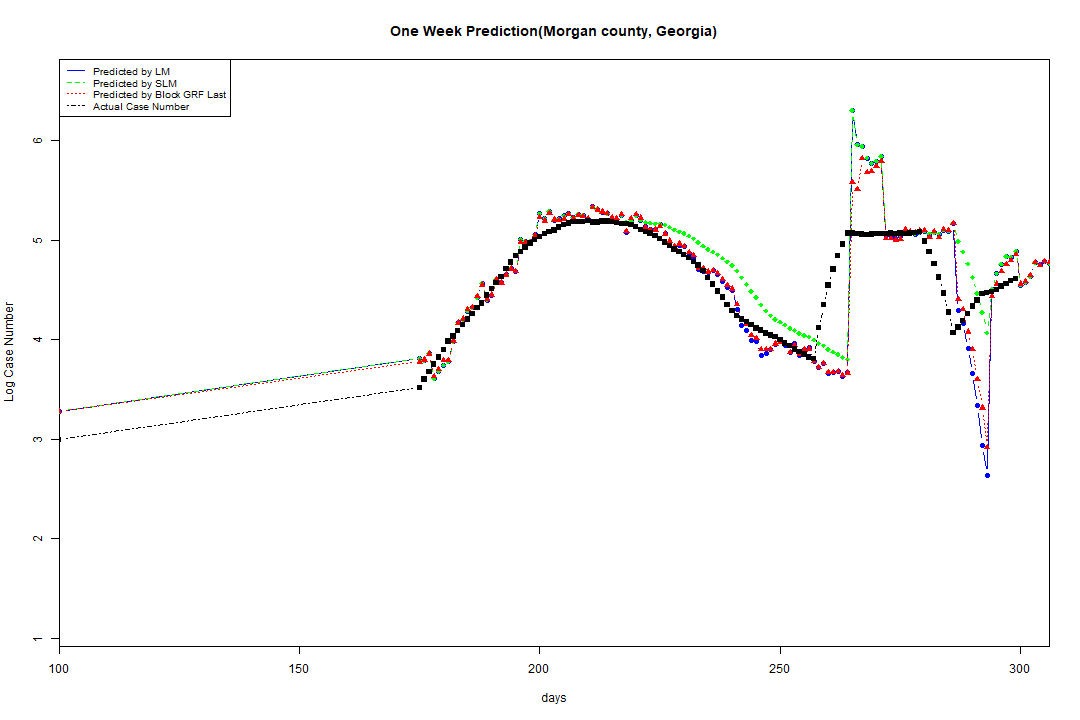 One Week Prediction(Morgan county, Georgia)
Predicted by LM
Predicted by SLM
Predicted by Block GRF Last
Actual Case Number
6
5
4
3
2
1
Log Case Number
100 150 200 250 300
days